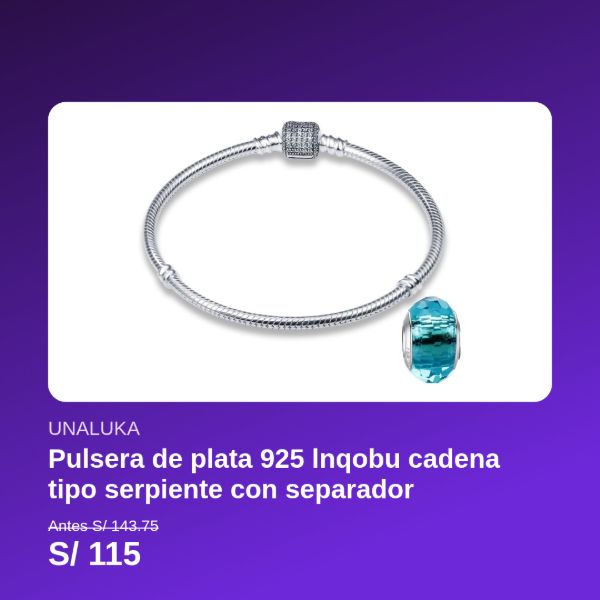 UNALUKA
Pulsera de plata 925 Inqobu cadena
tipo serpiente con separador
Antes S/ 143.75
S/ 115